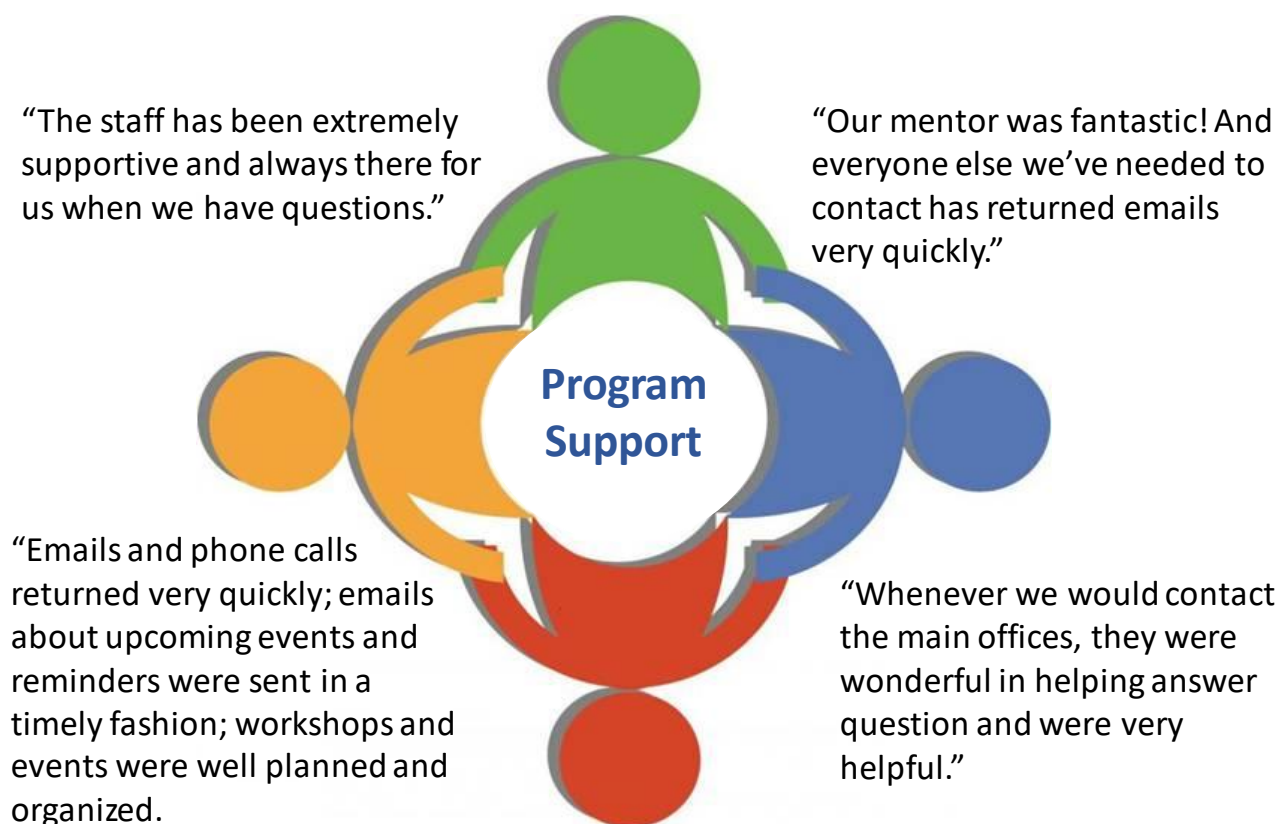 “The staff has been extremely
supportive and always there for
us when we have questions.”
“Our mentor was fantastic! And
everyone else we’ve needed to
contact has returned emails
very quickly.”
Program
Support
“Emails and phone calls
returned very quickly; emails
about upcoming events and
reminders were sent in a
timely fashion; workshops and
events were well planned and
organized.
“Whenever we would contact
the main offices, they were
wonderful in helping answer
question and were very
helpful.”